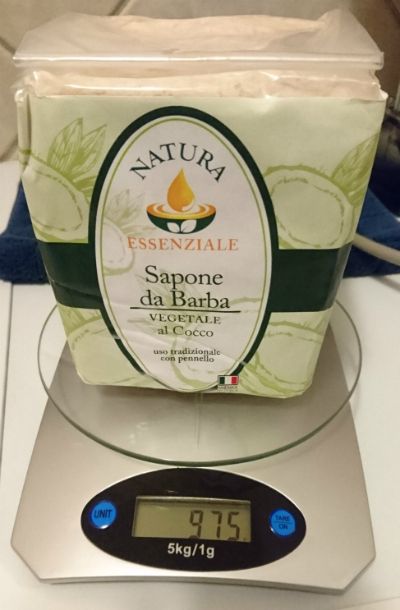 NATURA
ESSENZIALE
Sapone
da Barba
VEGETALE
al Cocco
uso tradizionale
con pennello
UNIT
975
TARE
ON
5kg/1g